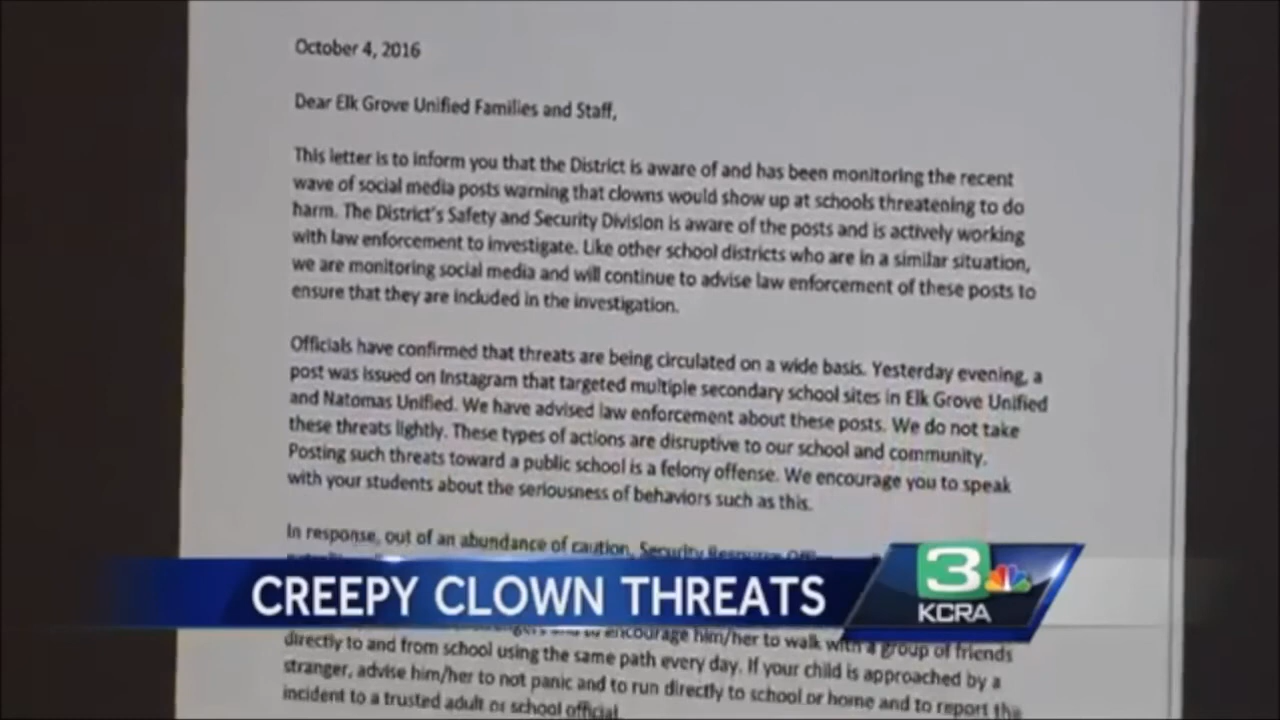 October 4, 2016
Dear Elk Grove Unified Families and Staff,
This letter is to inform you that the District is aware of and has been monitoring the recent
wave of social media posts warning that clowns would show up at schools threatening to do
harm. The District's Safety and Security Division is aware of the posts and is actively working
with law enforcement to investigate. Like other school districts who are in a similar situation,
we are monitoring social media and will continue to advise law enforcement of these posts to
ensure that they are included in the investigation.
Officials have confirmed that threats are being circulated on a wide basis. Yesterday evening, a
post was issued on Instagram that targeted multiple secondary school sites in Elk Grove Unified
and Natomas Unified. We have advised law enforcement about these posts. We do not take
these threats lightly. These types of actions are disruptive to our school and community.
Posting such threats toward a public school is a felony offense. We encourage you to speak
with your students about the seriousness of behaviors such as this.
In response, out of an abundance of caution, Security Resource
CREEPY CLOWN THREATS
3
KCRA
encourage him/her to walk with a group of friends
directly to and from school using the same path every day. If your child is approached by a
stranger, advise him/her to not panic and to run directly to school or home and to report the
incident to a trusted adult or school official.